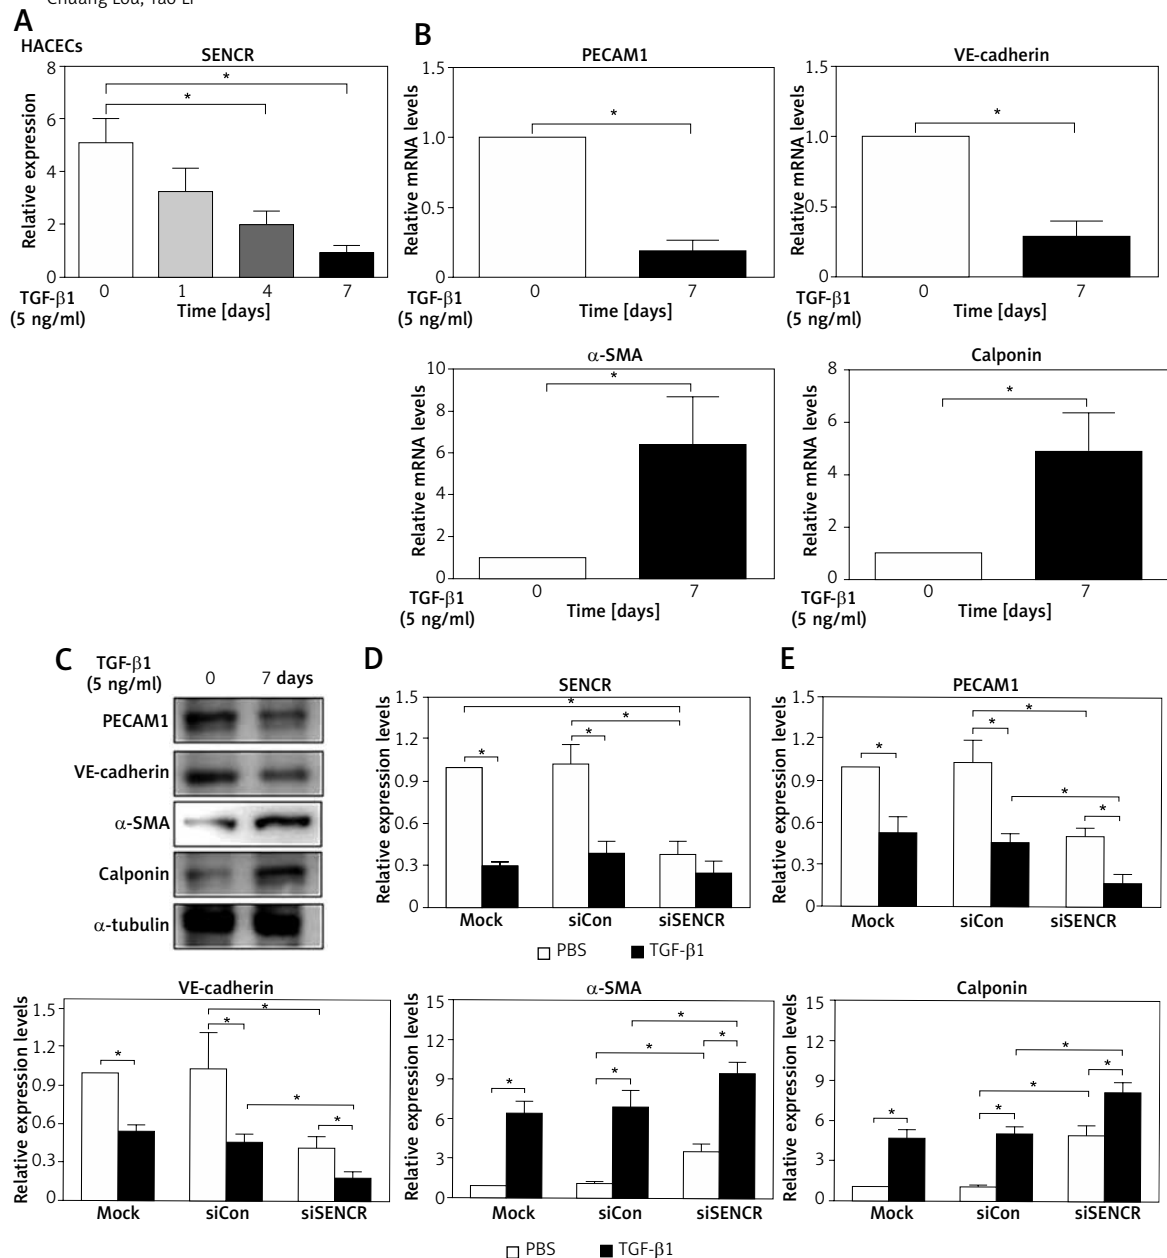 Chuang Lou, Tao Li
A
HACECs
SENCR
*
*
Relative expression
8
6
4
2
0
0 1 4 7
TGF-β1
(5 ng/ml)
Time [days]
B
PECAM1
*
Relative mRNA levels
1.5
1.0
0.5
0
0 7
TGF-β1
(5 ng/ml)
Time [days]
VE-cadherin
*
Relative mRNA levels
1.5
1.0
0.5
0
0 7
Time [days]
α-SMA
*
Relative mRNA levels
10
8
6
4
2
0
0 7
TGF-β1
(5 ng/ml)
Time [days]
Calponin
*
Relative mRNA levels
8
6
4
2
0
0 7
TGF-β1
(5 ng/ml)
Time [days]
C
TGF-β1
(5 ng/ml)
0 7 days
PECAM1
VE-cadherin
α-SMA
Calponin
α-tubulin
D
SENCR
*
*
*
*
Relative expression levels
1.5
1.2
0.9
0.6
0.3
0
Mock siCon siSENCR
PBS TGF-β1
E
PECAM1
*
*
*
*
*
Relative expression levels
1.5
1.2
0.9
0.6
0.3
0
Mock siCon siSENCR
VE-cadherin
*
*
*
*
*
Relative expression levels
1.5
1.2
0.9
0.6
0.3
0
Mock siCon siSENCR
α-SMA
*
*
*
*
*
Relative expression levels
15
12
9
6
3
0
Mock siCon siSENCR
Calponin
*
*
*
*
*
Relative expression levels
15
12
9
6
3
0
Mock siCon siSENCR
PBS TGF-β1